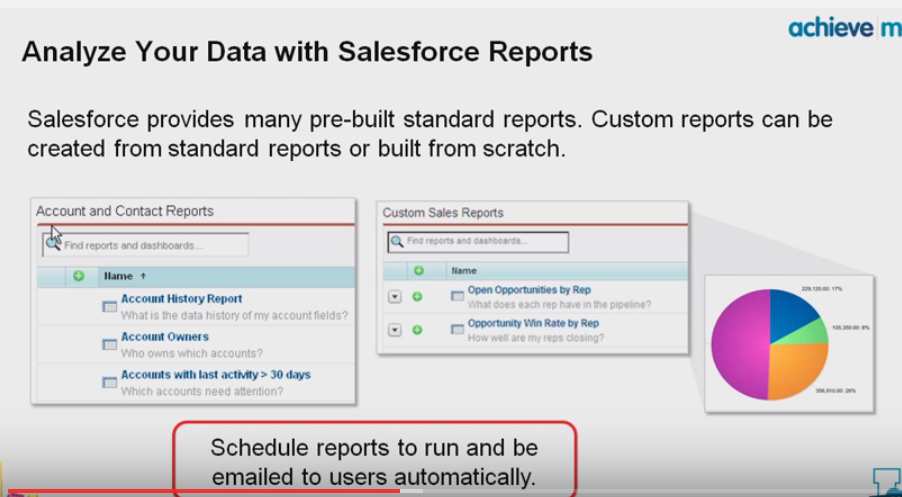 achieve m
Analyze Your Data with Salesforce Reports
Salesforce provides many pre-built standard reports. Custom reports can be
created from standard reports or built from scratch.
Account and Contact Reports
Find reports and dashboards...
Name ↑
Account History Report
What is the data history of my account fields?
Account Owners
Who owns which accounts?
Accounts with last activity > 30 days
Which accounts need attention?
Custom Sales Reports
Find reports and dashboards...
Name
Open Opportunities by Rep
What does each rep have in the pipeline?
Opportunity Win Rate by Rep
How well are my reps closing?
17%
Schedule reports to run and be
emailed to users automatically.